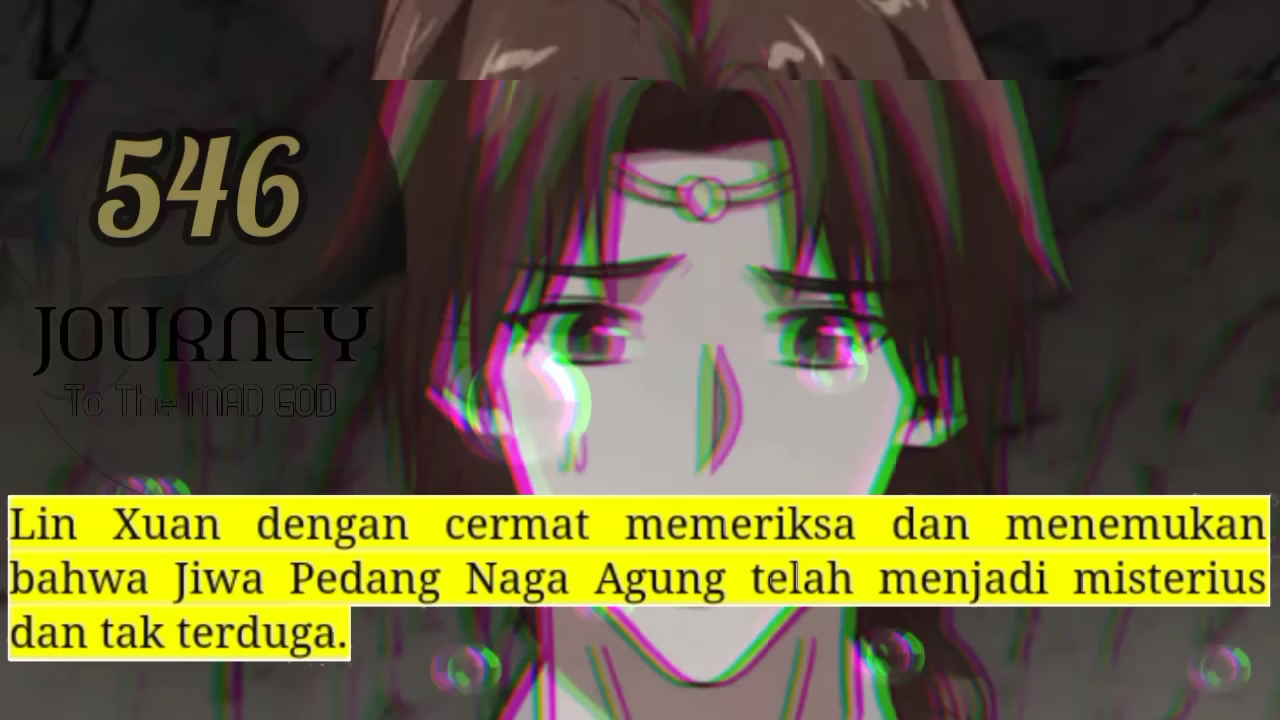 546
JOURNEY
To The MAD GOD
Lin Xuan dengan cermat memeriksa dan menemukan
bahwa Jiwa Pedang Naga Agung telah menjadi misterius
dan tak terduga.